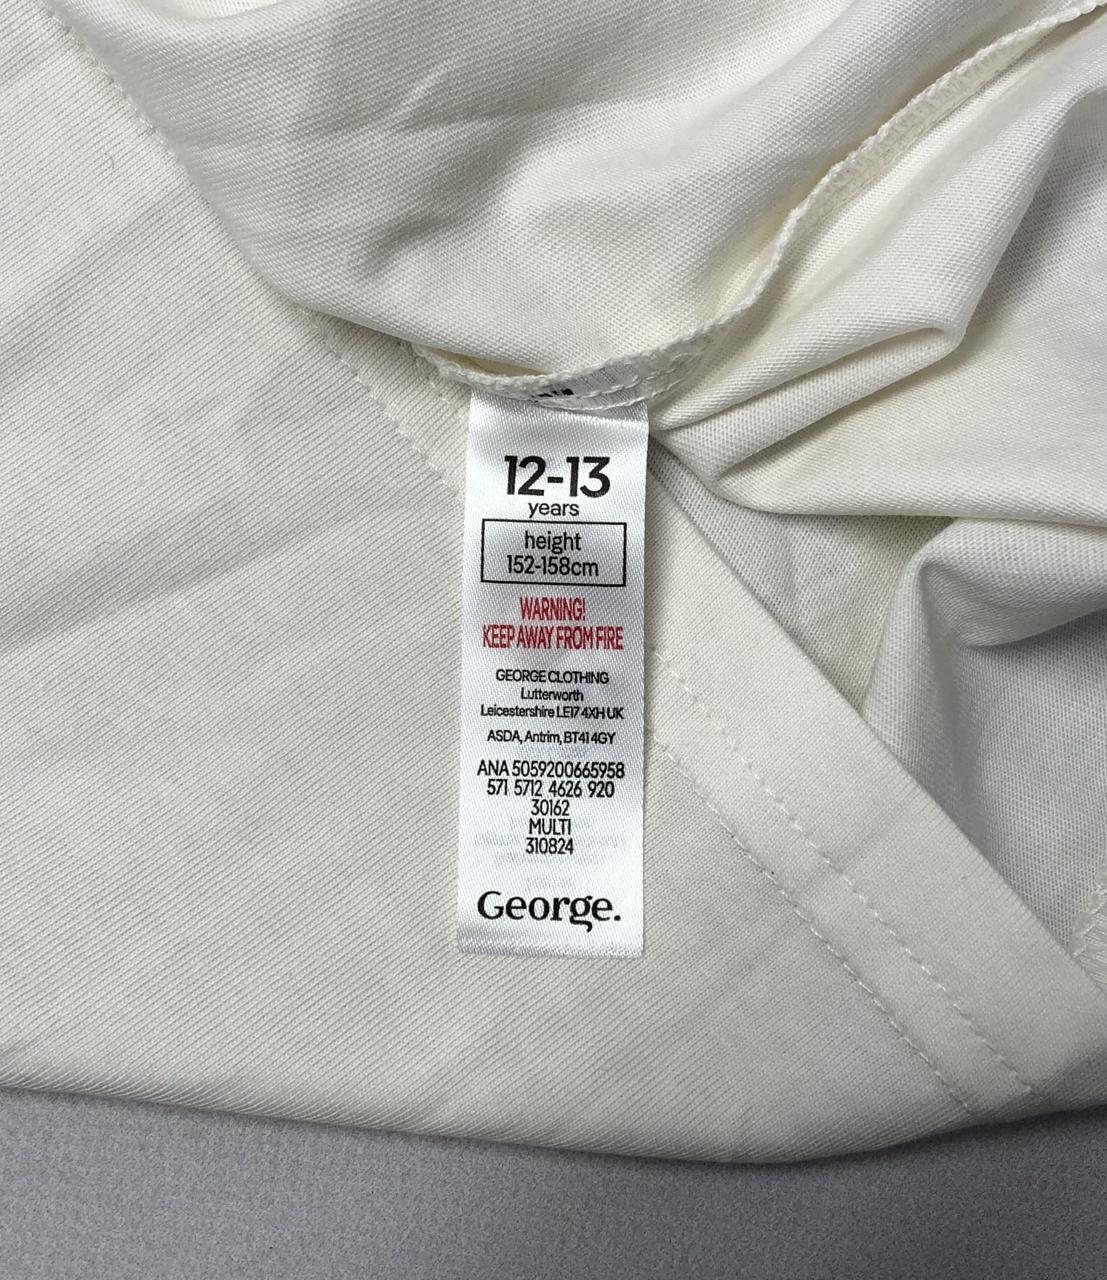 12-13
years
height
152-158cm
WARNING!
KEEP AWAY FROM FIRE
GEORGE CLOTHING
Lutterworth
Leicestershire LE17 4XH UK
ASDA, Antrim, BT41 4GY
ANA 5059200665958
571 5712 4626 920
30162
MULTI
310824
George.